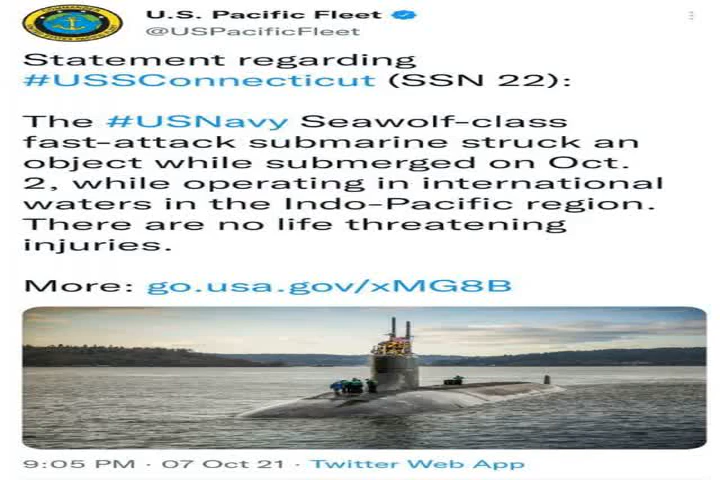 U.S. Pacific Fleet
@USPacificFleet
Statement regarding
#USSConnecticut (SSN 22):
The #USNavy Seawolf-class
fast-attack submarine struck an
object while submerged on Oct.
2, while operating in international
waters in the Indo-Pacific region.
There are no life threatening
injuries.
More: go.usa.gov/xMG8B
9:05 PM · 07 Oct 21 · Twitter Web App